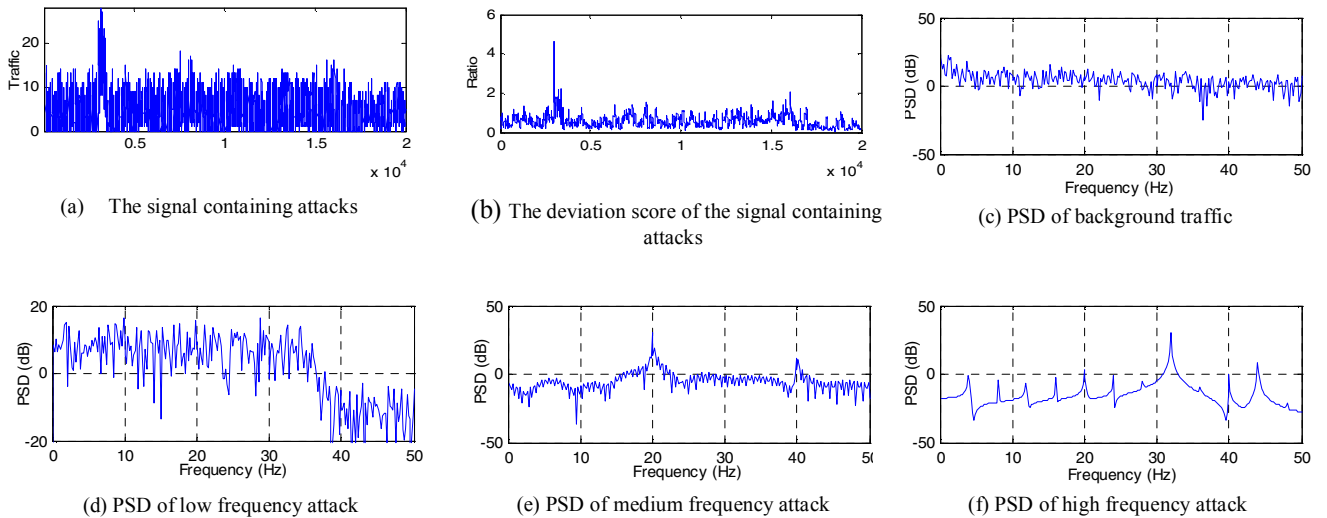 Traffic
20
10
0
0.5
1
1.5
2
x 10^4
(a) The signal containing attacks
Ratio
6
4
2
0
0
0.5
1
1.5
2
x 10^4
(b) The deviation score of the signal containing
attacks
PSD (dB)
50
0
-50
0
10
20
30
40
50
Frequency (Hz)
(c) PSD of background traffic
PSD (dB)
20
0
-20
0
10
20
30
40
50
Frequency (Hz)
(d) PSD of low frequency attack
PSD (dB)
50
0
-50
0
10
20
30
40
50
Frequency (Hz)
(e) PSD of medium frequency attack
PSD (dB)
50
0
-50
0
10
20
30
40
50
Frequency (Hz)
(f) PSD of high frequency attack